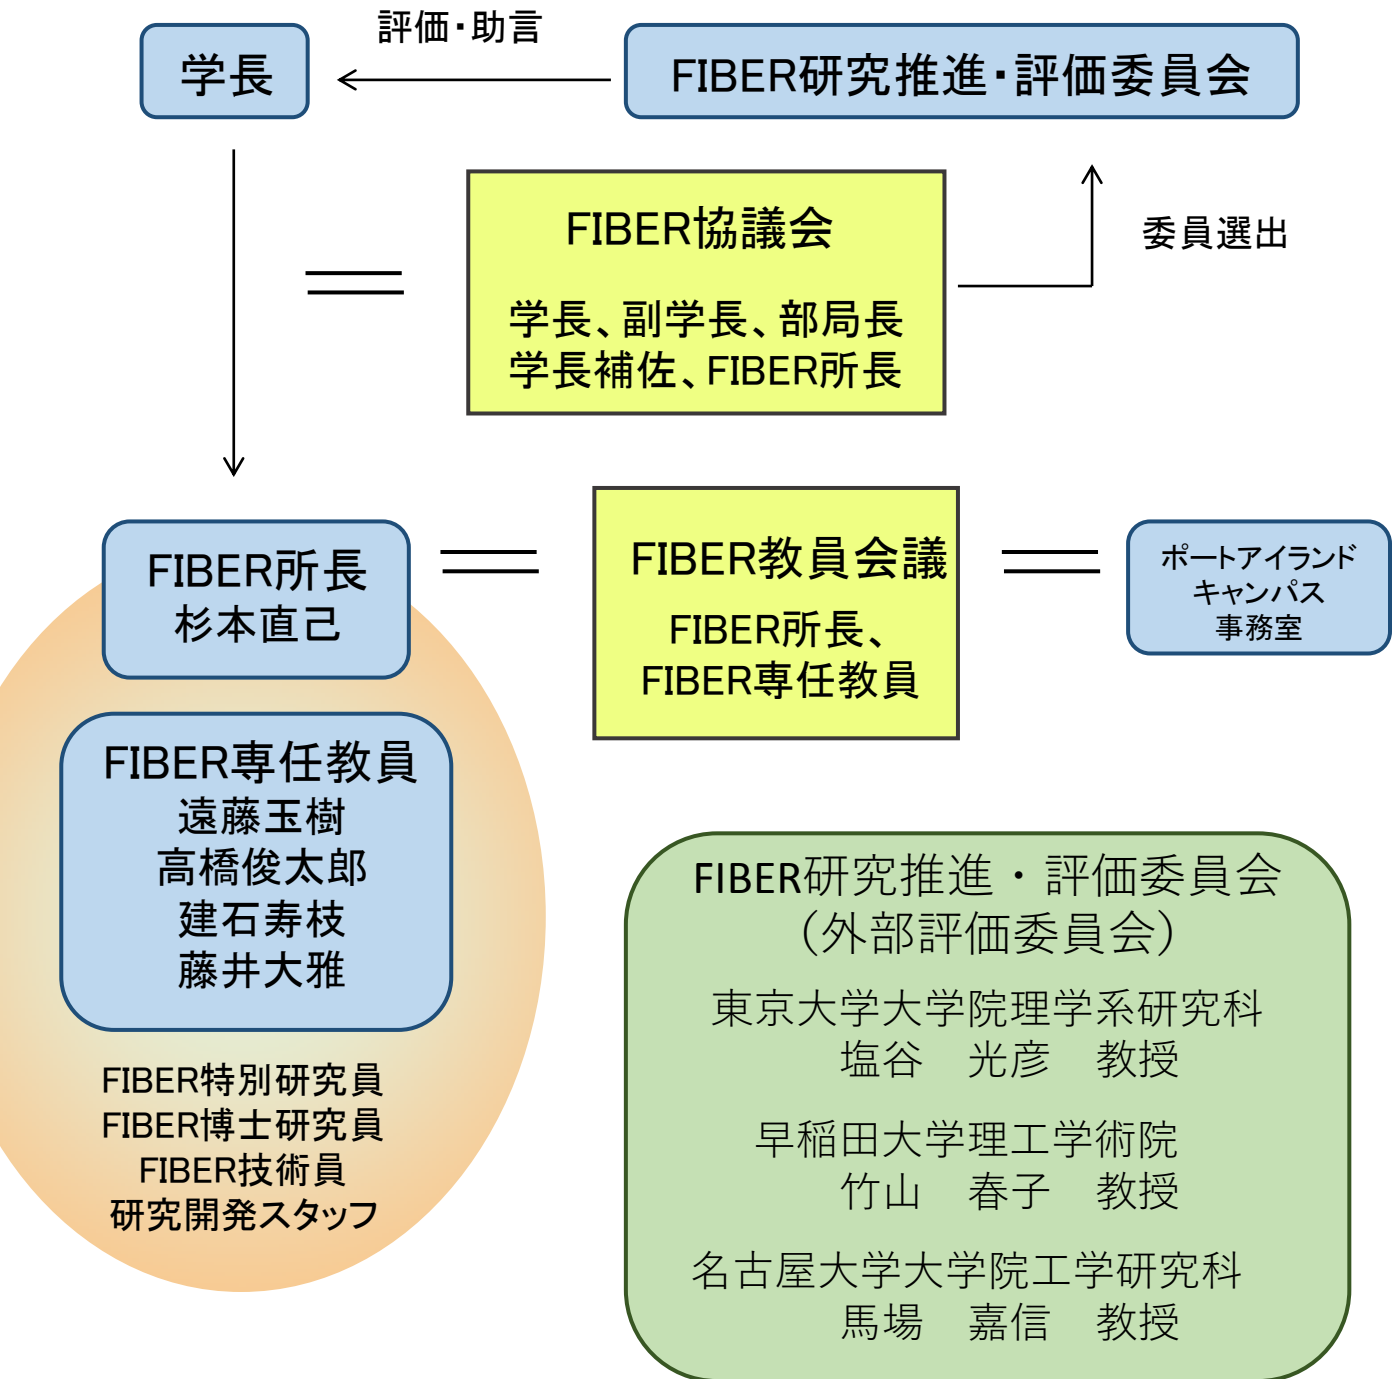 評価・助言
学長
FIBER研究推進・評価委員会
FIBER協議会
学長、副学長、部局長
学長補佐、FIBER所長
委員選出
FIBER所長
杉本直己
FIBER教員会議
FIBER所長、
FIBER専任教員
ポートアイランド
キャンパス
事務室
FIBER専任教員
遠藤玉樹
高橋俊太郎
建石寿枝
藤井大雅
FIBER特別研究員
FIBER博士研究員
FIBER技術員
研究開発スタッフ
FIBER研究推進・評価委員会
（外部評価委員会）
東京大学大学院理学系研究科
塩谷　光彦　教授
早稲田大学理工学術院
竹山　春子　教授
名古屋大学大学院工学研究科
馬場　嘉信　教授